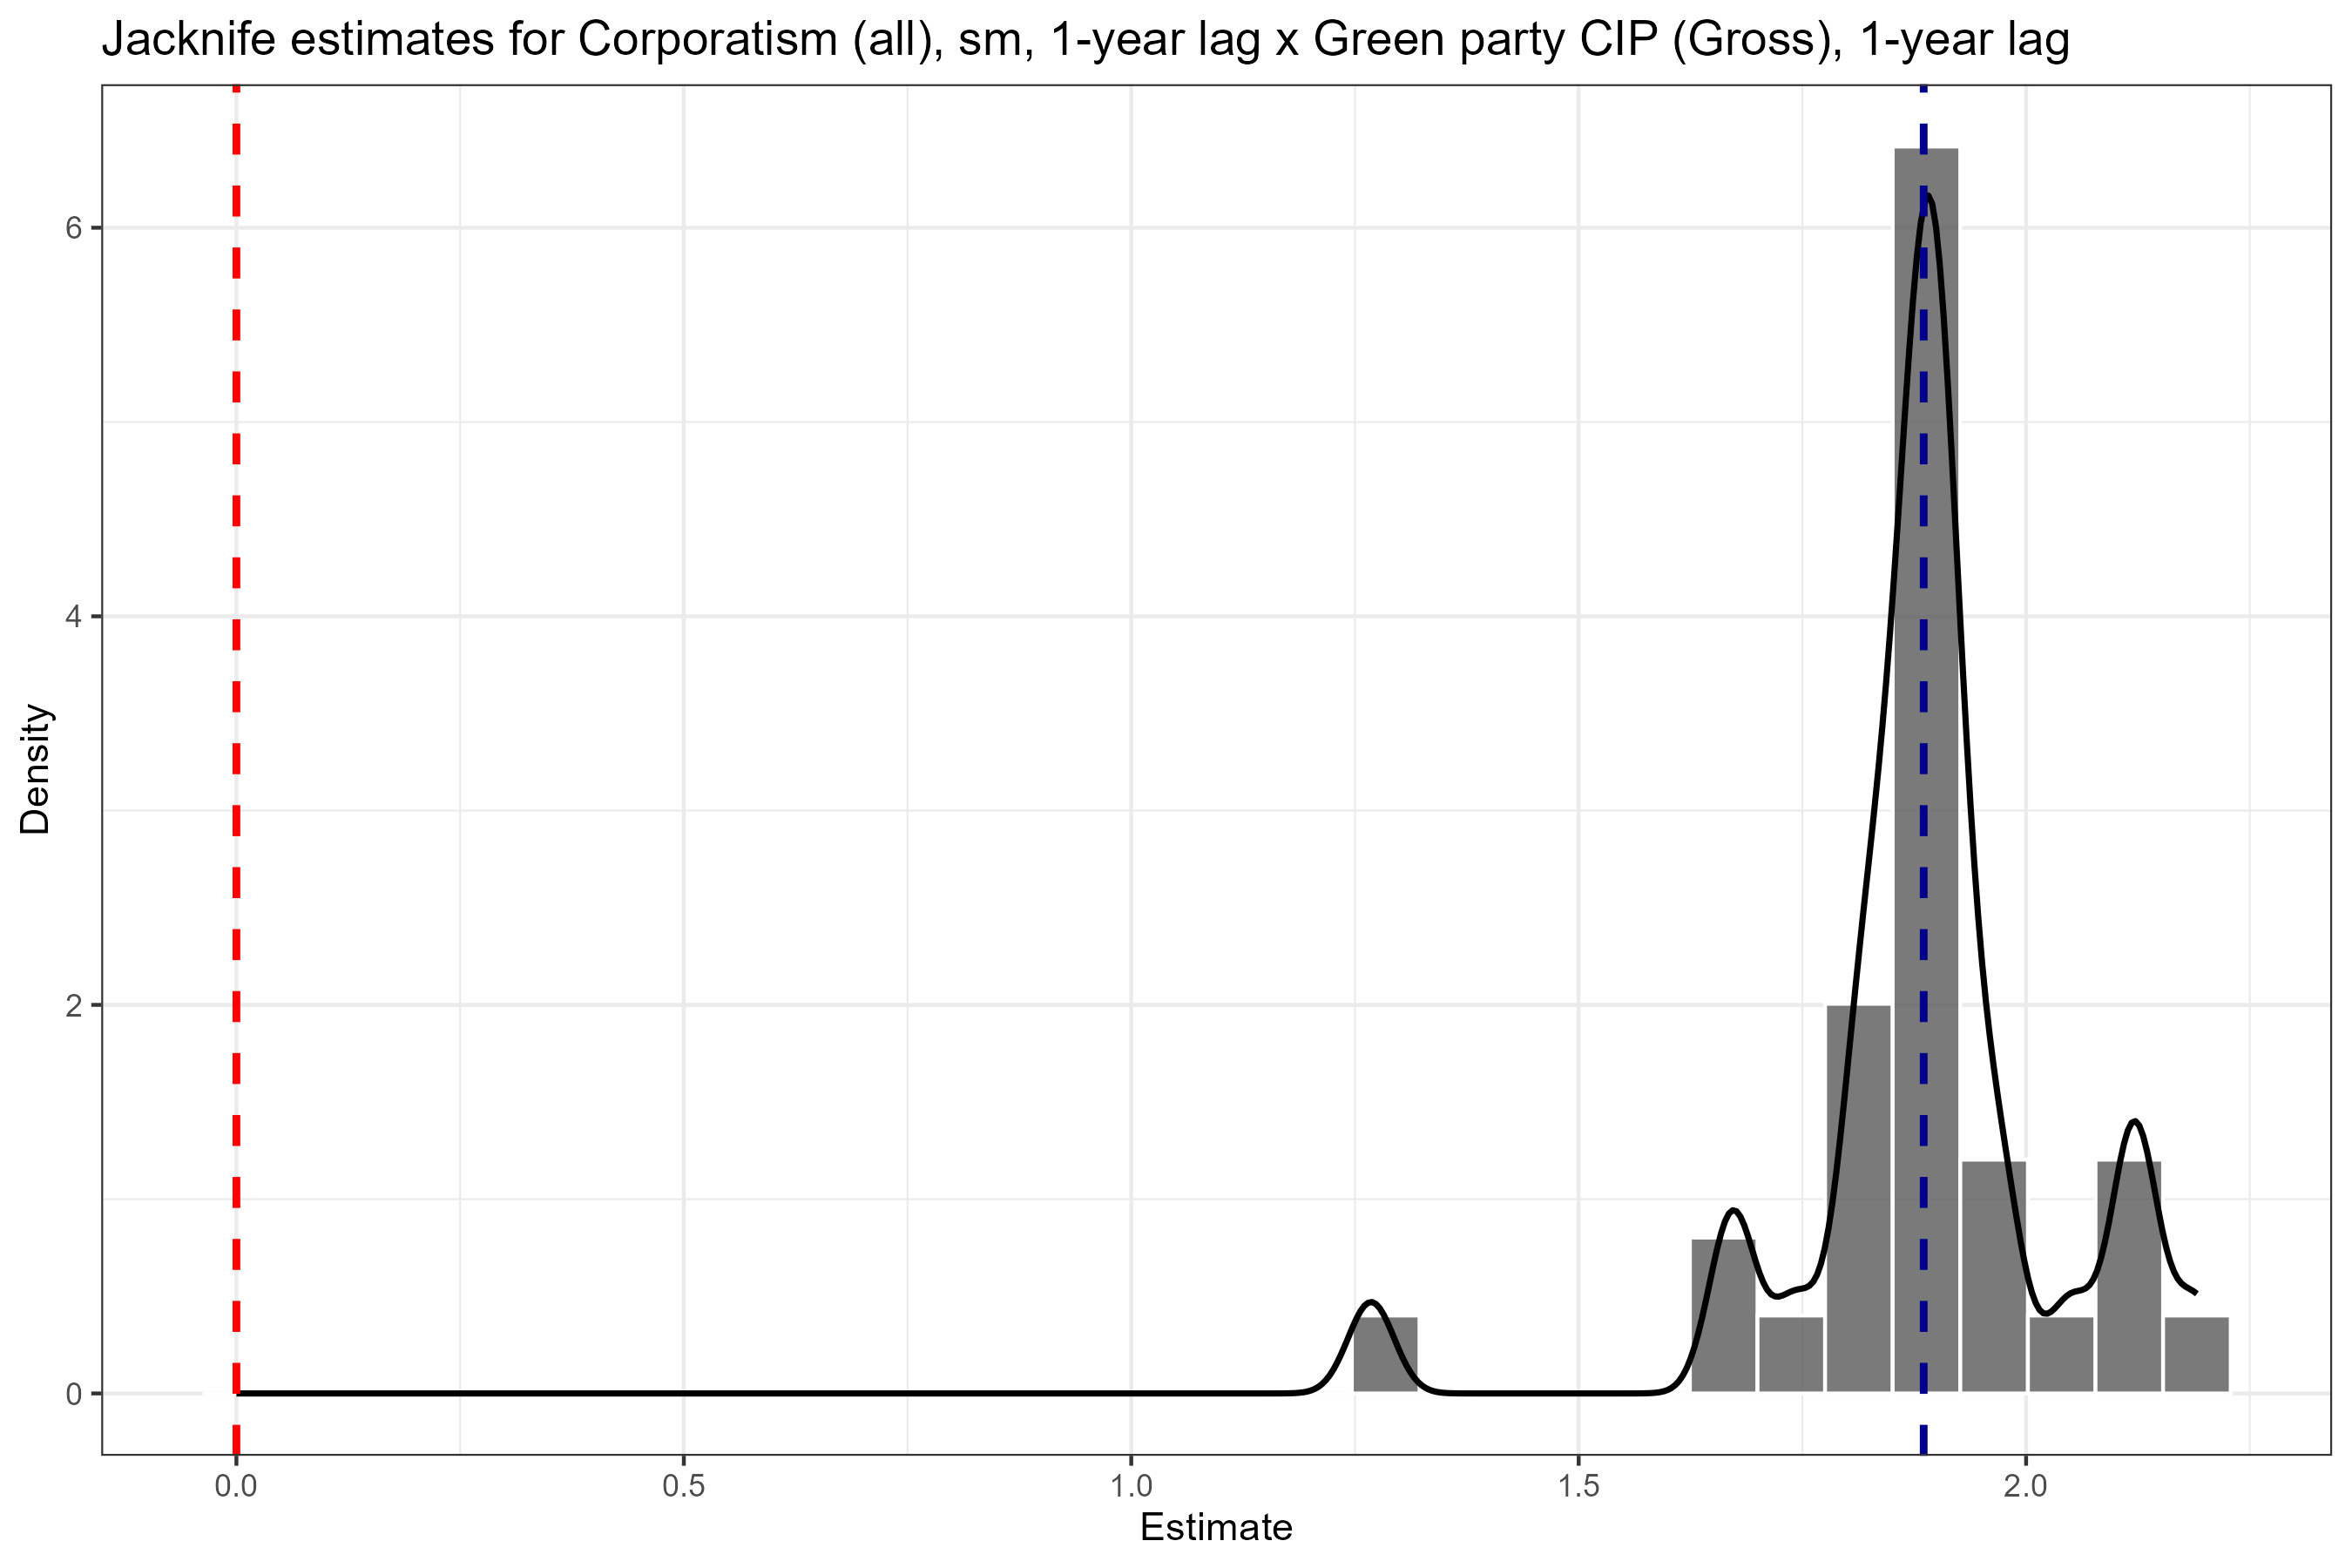 Jacknife estimates for Corporatism (all), sm, 1-year lag x Green party CIP (Gross), 1-year lag
6
4
2
0
Density
0.0 0.5 1.0 1.5 2.0
Estimate